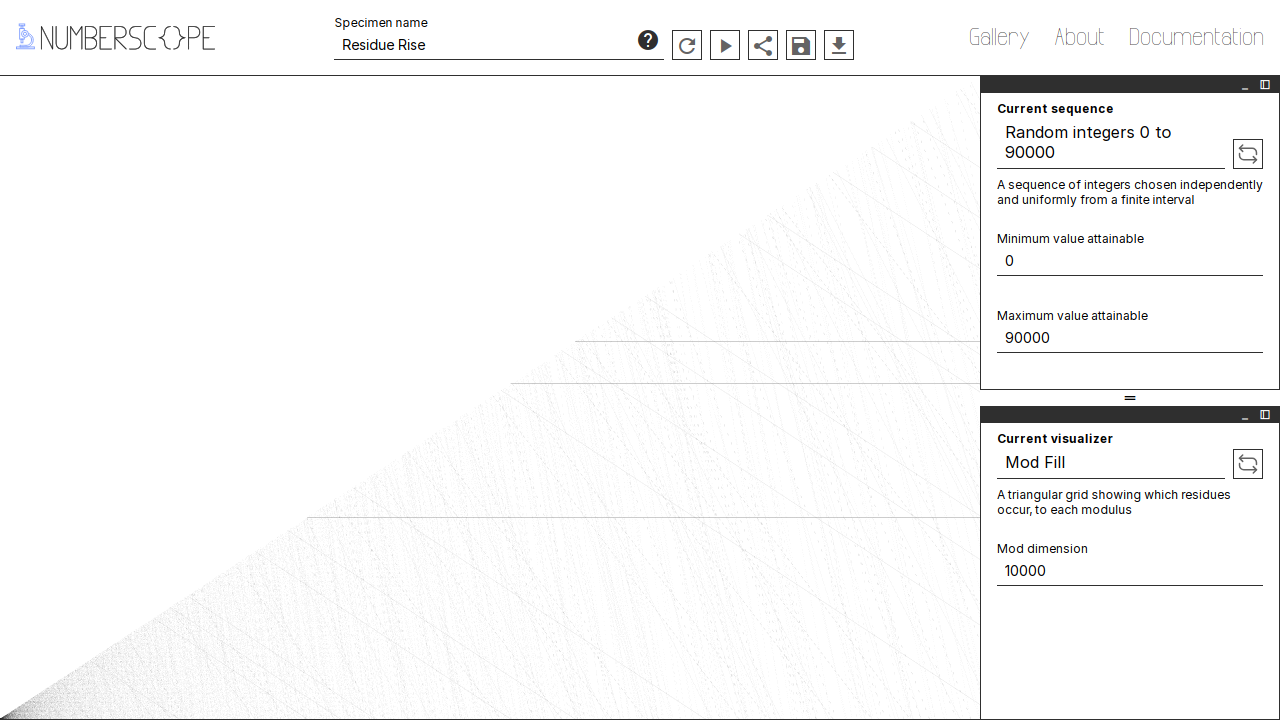 NUMBERSCOPE
Specimen name
Residue Rise
?
Gallery
About
Documentation
Current sequence
Random integers 0 to
90000
A sequence of integers chosen independently
and uniformly from a finite interval
Minimum value attainable
0
Maximum value attainable
90000
Current visualizer
Mod Fill
A triangular grid showing which residues
occur, to each modulus
Mod dimension
10000